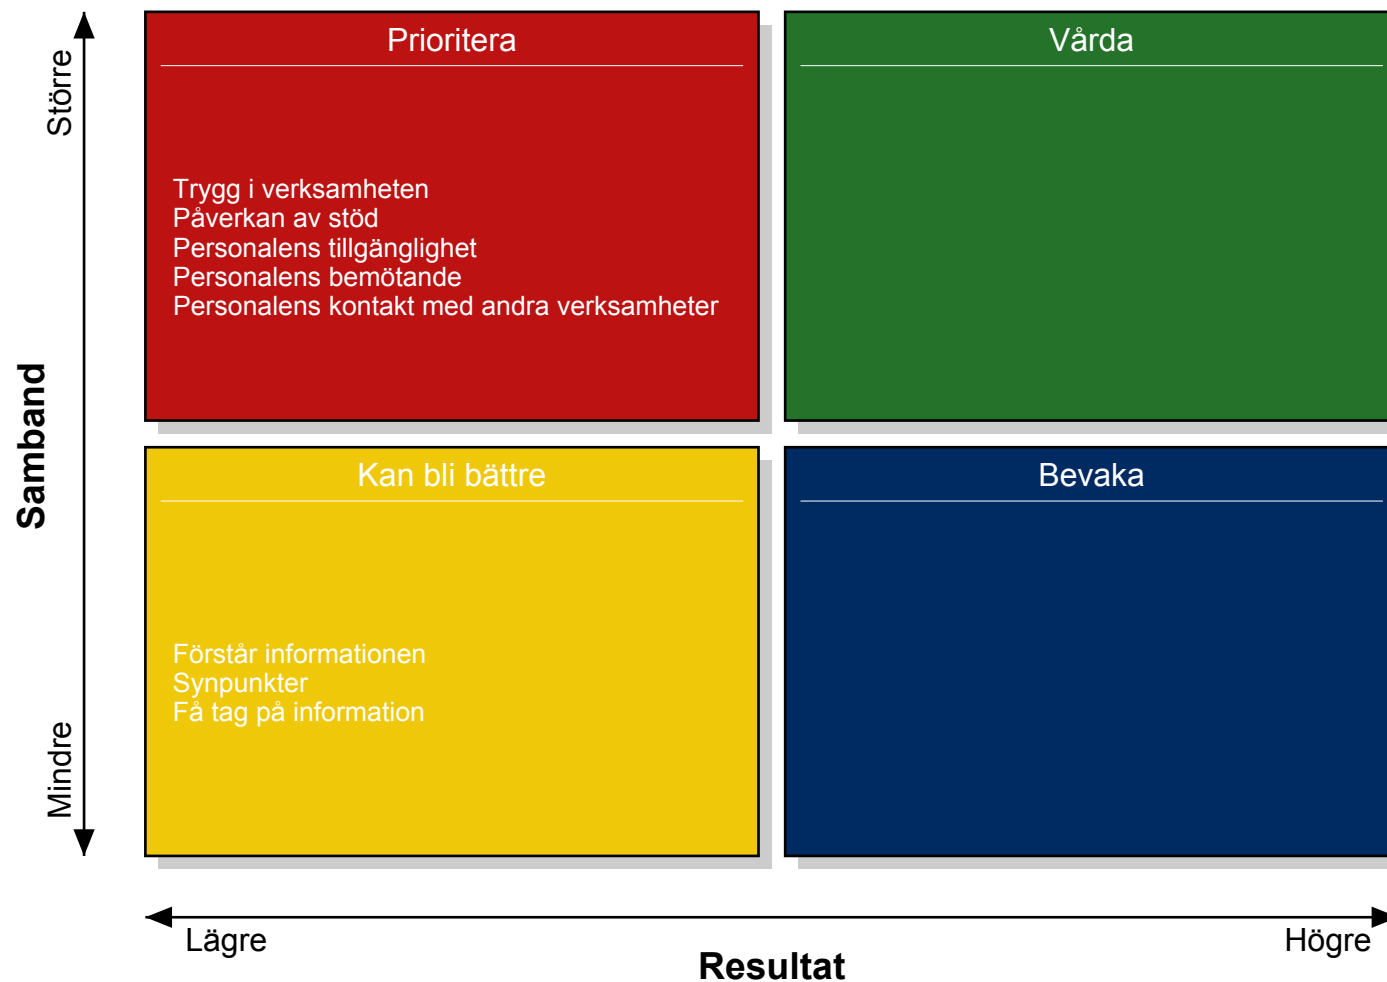 Prioritera
Vårda
Större
Trygg i verksamheten
Påverkan av stöd
Personalens tillgänglighet
Personalens bemötande
Personalens kontakt med andra verksamheter
Samband
Kan bli bättre
Bevaka
Förstår informationen
Synpunkter
Få tag på information
Mindre
Lägre
Högre
Resultat